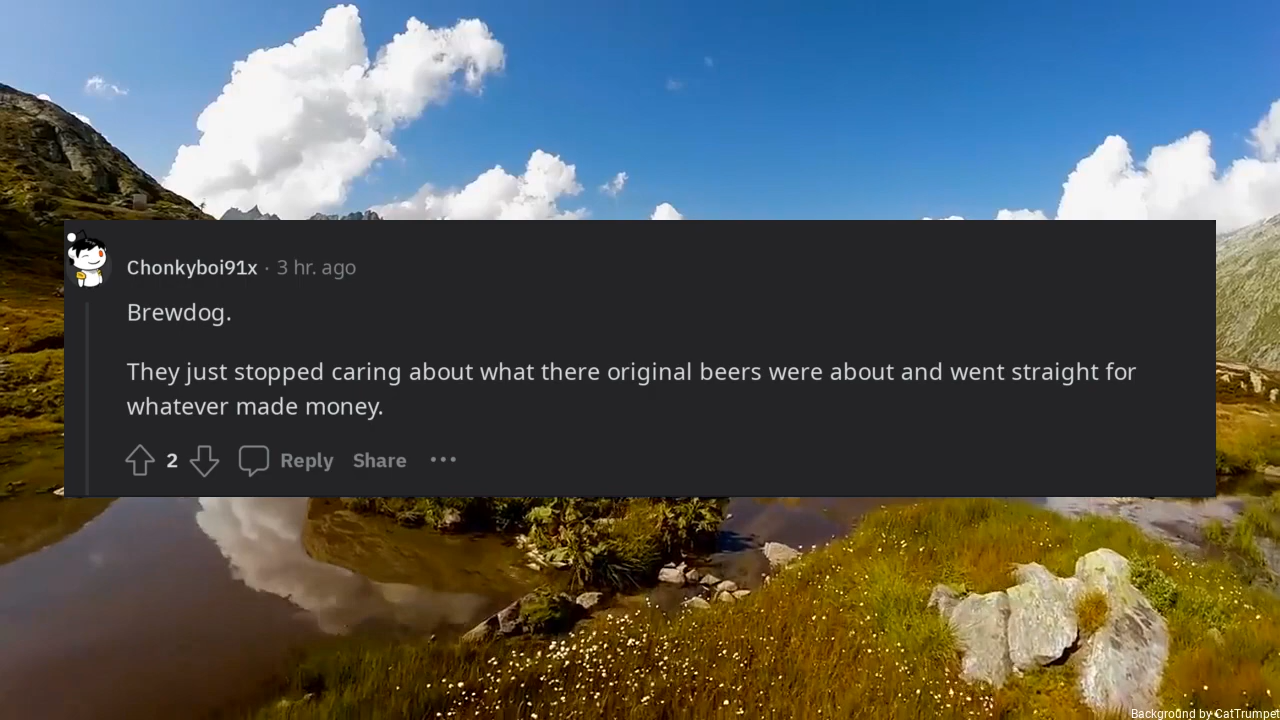 Chonkyboi91x · 3 hr. ago
Brewdog.
They just stopped caring about what there original beers were about and went straight for
whatever made money.
2 Reply Share ...
Background by CatTrumpet